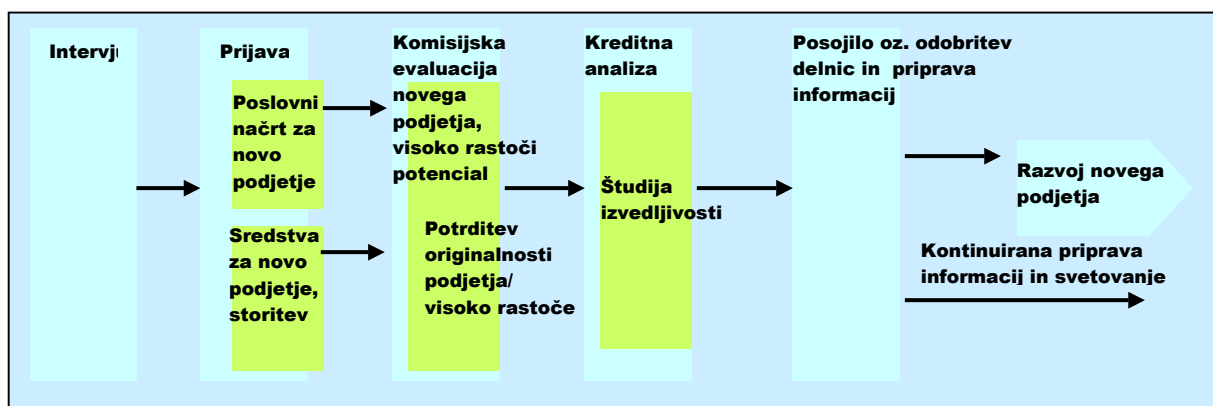 Intervju
Prijava
Poslovni
načrt za
novo
podjetje
Sredstva
za novo
podjetje,
storitev
Komisijska
evaluacija
novega
podjetja,
visoko rastoči
potencial
Potrditev
originalnosti
podjetja/
visoko rastoče
Kreditna
analiza
Študija
izvedljivosti
Posojilo oz. odobritev
delnic in priprava
informacij
Razvoj novega
podjetja
Kontinuirana priprava
informacij in svetovanje